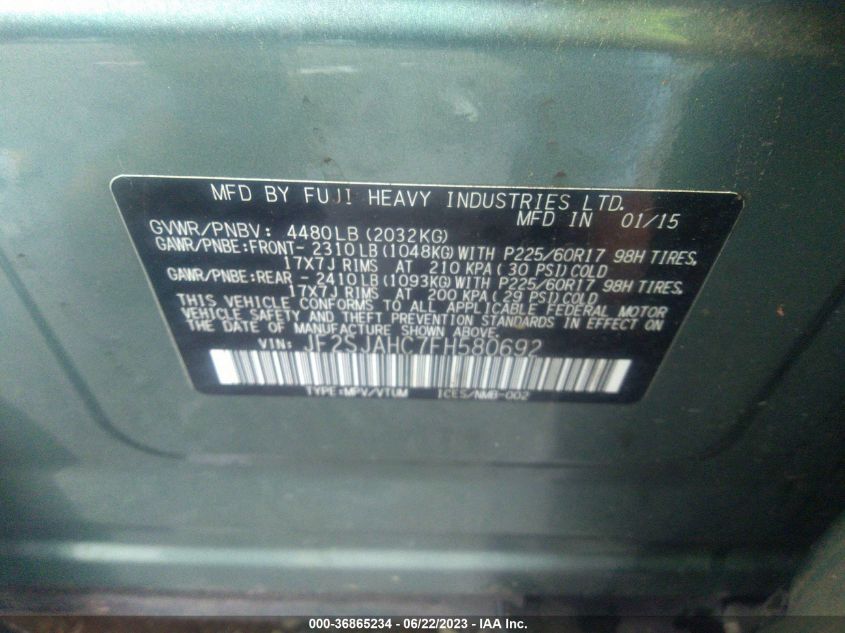 MFD BY FUJI HEAVY INDUSTRIES LTD.
MFD IN 01/15
GVWR/PNBV: 4480LB(2032KG)
GAWR/PNBE:FRONT- 2310LB(1048KG)WITH P225/60R17 98H TIRES,
17X7J RIMS AT 210 KPA(30 PSI)COLD
GAWR/PNBE:REAR - 2410LB(1093KG)WITH P225/60R17 98H TIRES,
17X7J RIMS AT 200 KPA(29 PSI)COLD
THIS VEHICLE CONFORMS TO ALL APPLICABLE FEDERAL MOTOR
VEHICLE SAFETY AND THEFT PREVENTION STANDARDS IN EFFECT ON
THE DATE OF MANUFACTURE SHOWN ABOVE.
VIN: JF2SJAHC7FH580692
TYPE:MPV/VTUM ICES/NMB-002
000-36865234 - 06/22/2023 - IAA Inc.